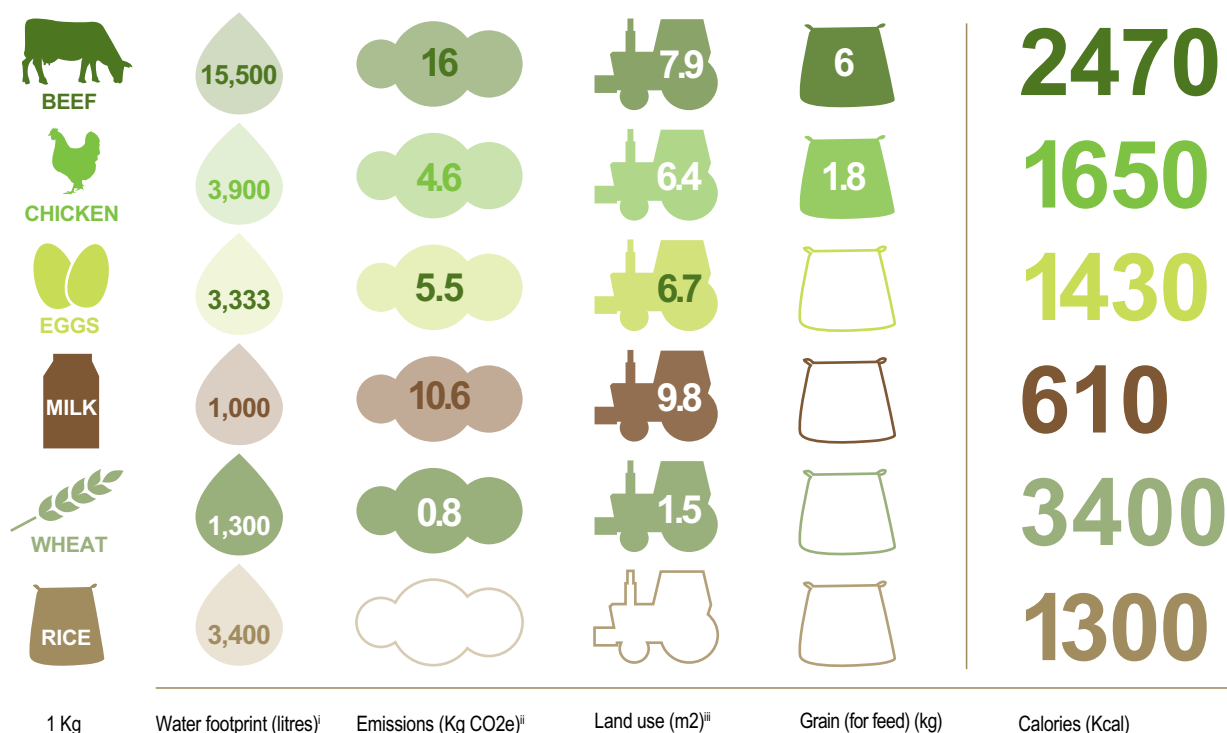 BEEF 15,500 16 7.9 6 2470
CHICKEN 3,900 4.6 6.4 1.8 1650
EGGS 3,333 5.5 6.7 1430
MILK 1,000 10.6 9.8 610
WHEAT 1,300 0.8 1.5 3400
RICE 3,400 1300
1 Kg Water footprint (litres)ⁱ Emissions (Kg CO2e)ⁱⁱ Land use (m2)ⁱⁱⁱ Grain (for feed) (kg) Calories (Kcal)